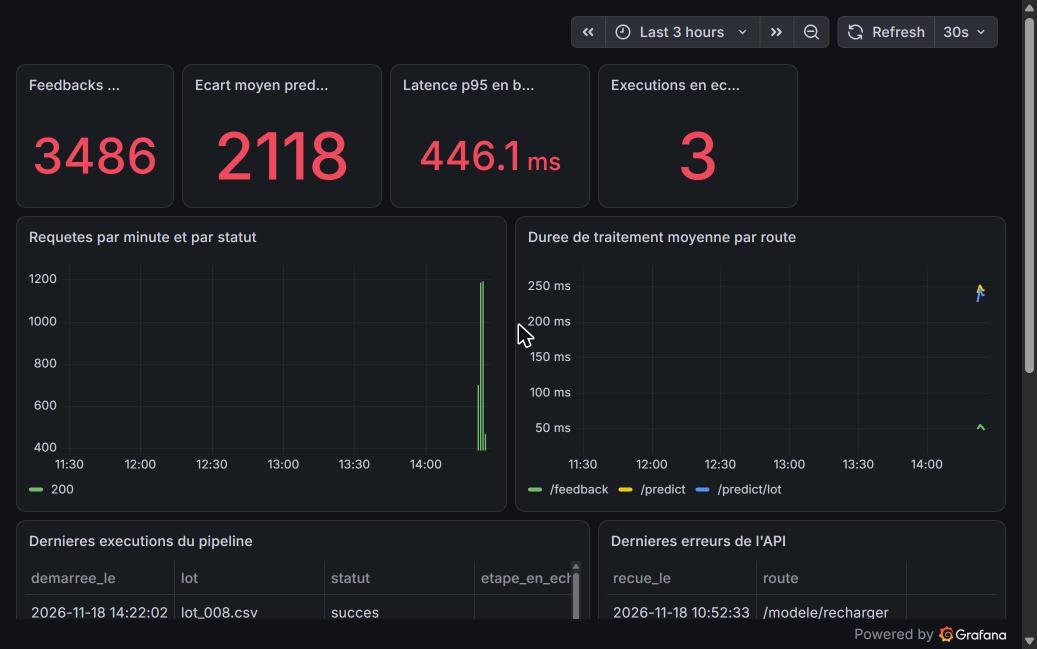 Last 3 hours
Refresh
30s
Feedbacks ...
3486
Ecart moyen pred...
2118
Latence p95 en b...
446.1 ms
Executions en ec...
3
Requetes par minute et par statut
1200
1000
800
600
400
11:30 12:00 12:30 13:00 13:30 14:00
200
Duree de traitement moyenne par route
250 ms
200 ms
150 ms
100 ms
50 ms
11:30 12:00 12:30 13:00 13:30 14:00
/feedback /predict /predict/lot
Dernieres executions du pipeline
demarree_le lot statut etape_en_ech
2026-11-18 14:22:02 lot_008.csv succes
Dernieres erreurs de l'API
recue_le route
2026-11-18 10:52:33 /modele/recharger
Powered by Grafana